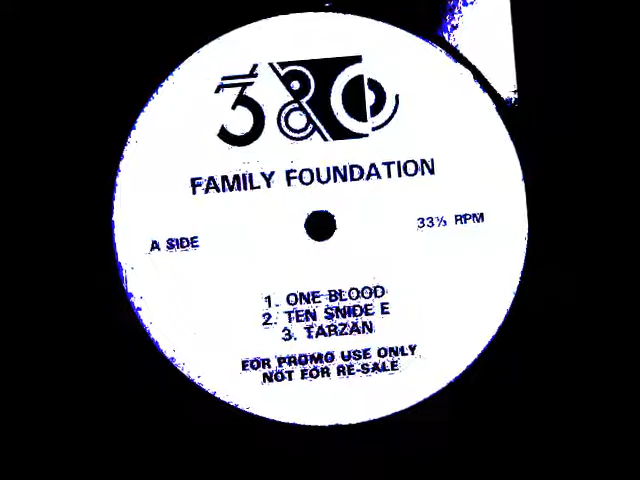 380
FAMILY FOUNDATION
A SIDE
33⅓ RPM
1. ONE BLOOD
2. TEN SNIDE E
3. TARZAN
FOR PROMO USE ONLY
NOT FOR RE-SALE